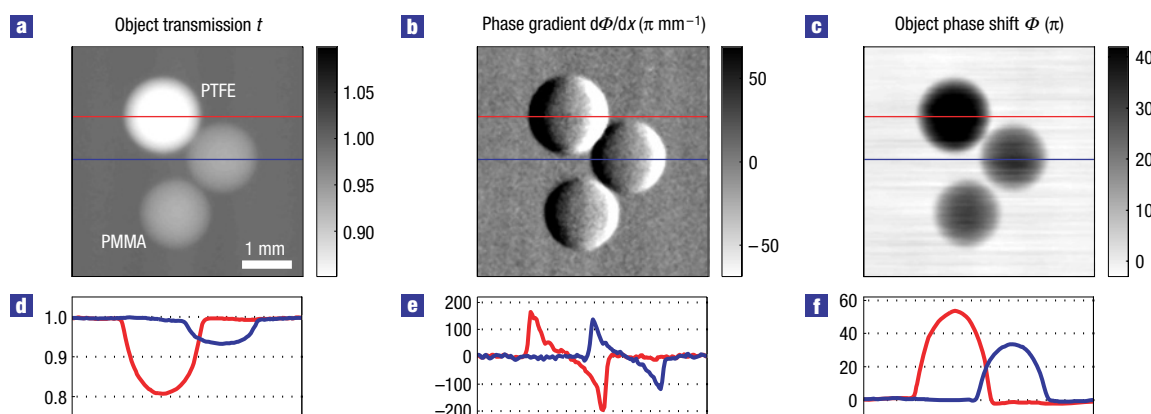 a Object transmission t
b Phase gradient dΦ/dx (π mm⁻¹)
c Object phase shift Φ (π)
PTFE
PMMA
1 mm
1.05
1.00
0.95
0.90
50
0
−50
40
30
20
10
0
d
1.0
0.9
0.8
e
200
100
0
−100
−200
f
60
40
20
0